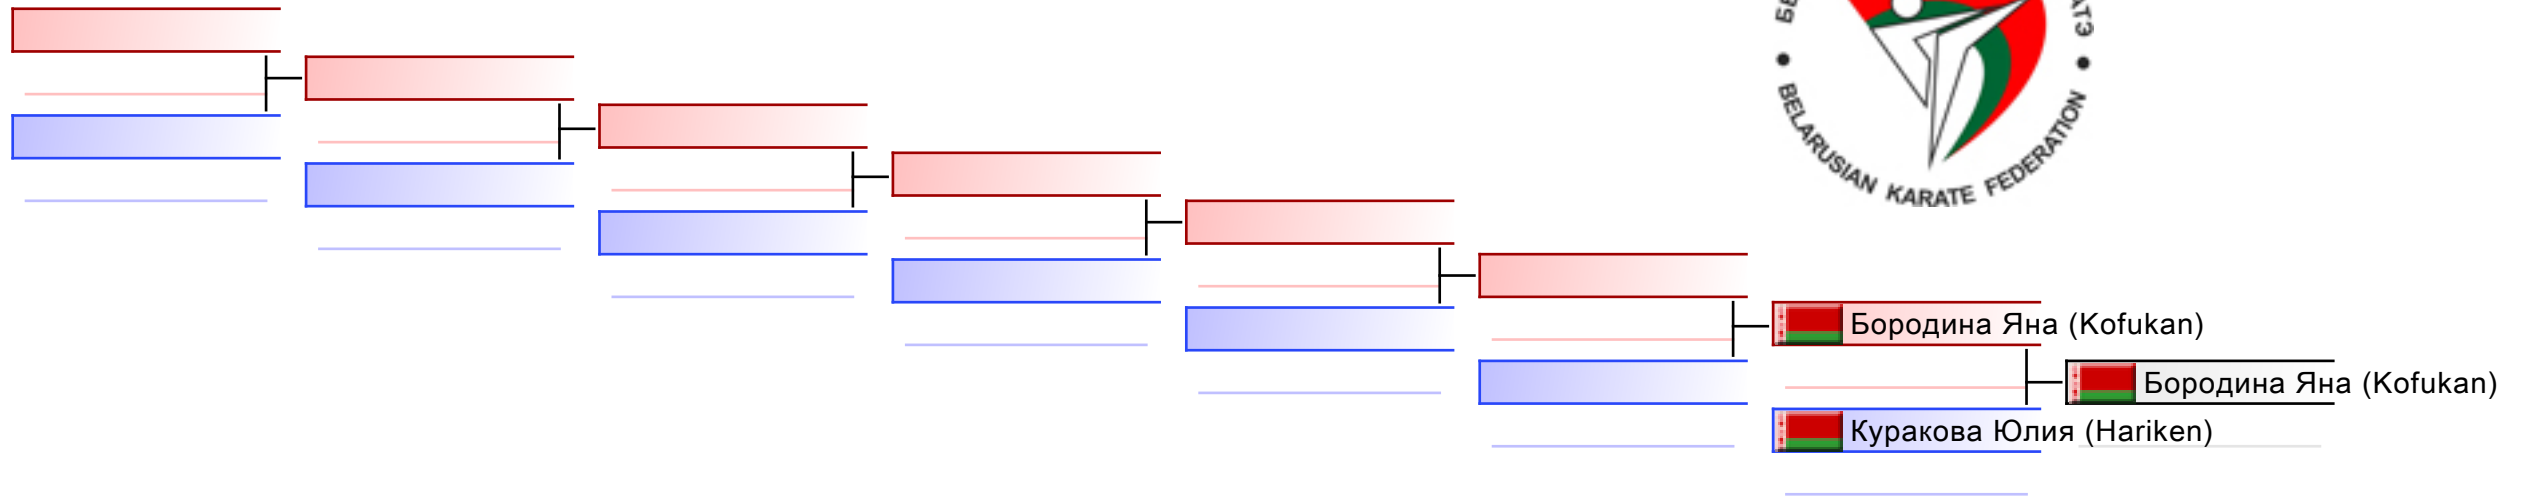 BELARUSIAN KARATE FEDERATION
Бородина Яна (Kofukan)
Бородина Яна (Kofukan)
Куракова Юлия (Hariken)